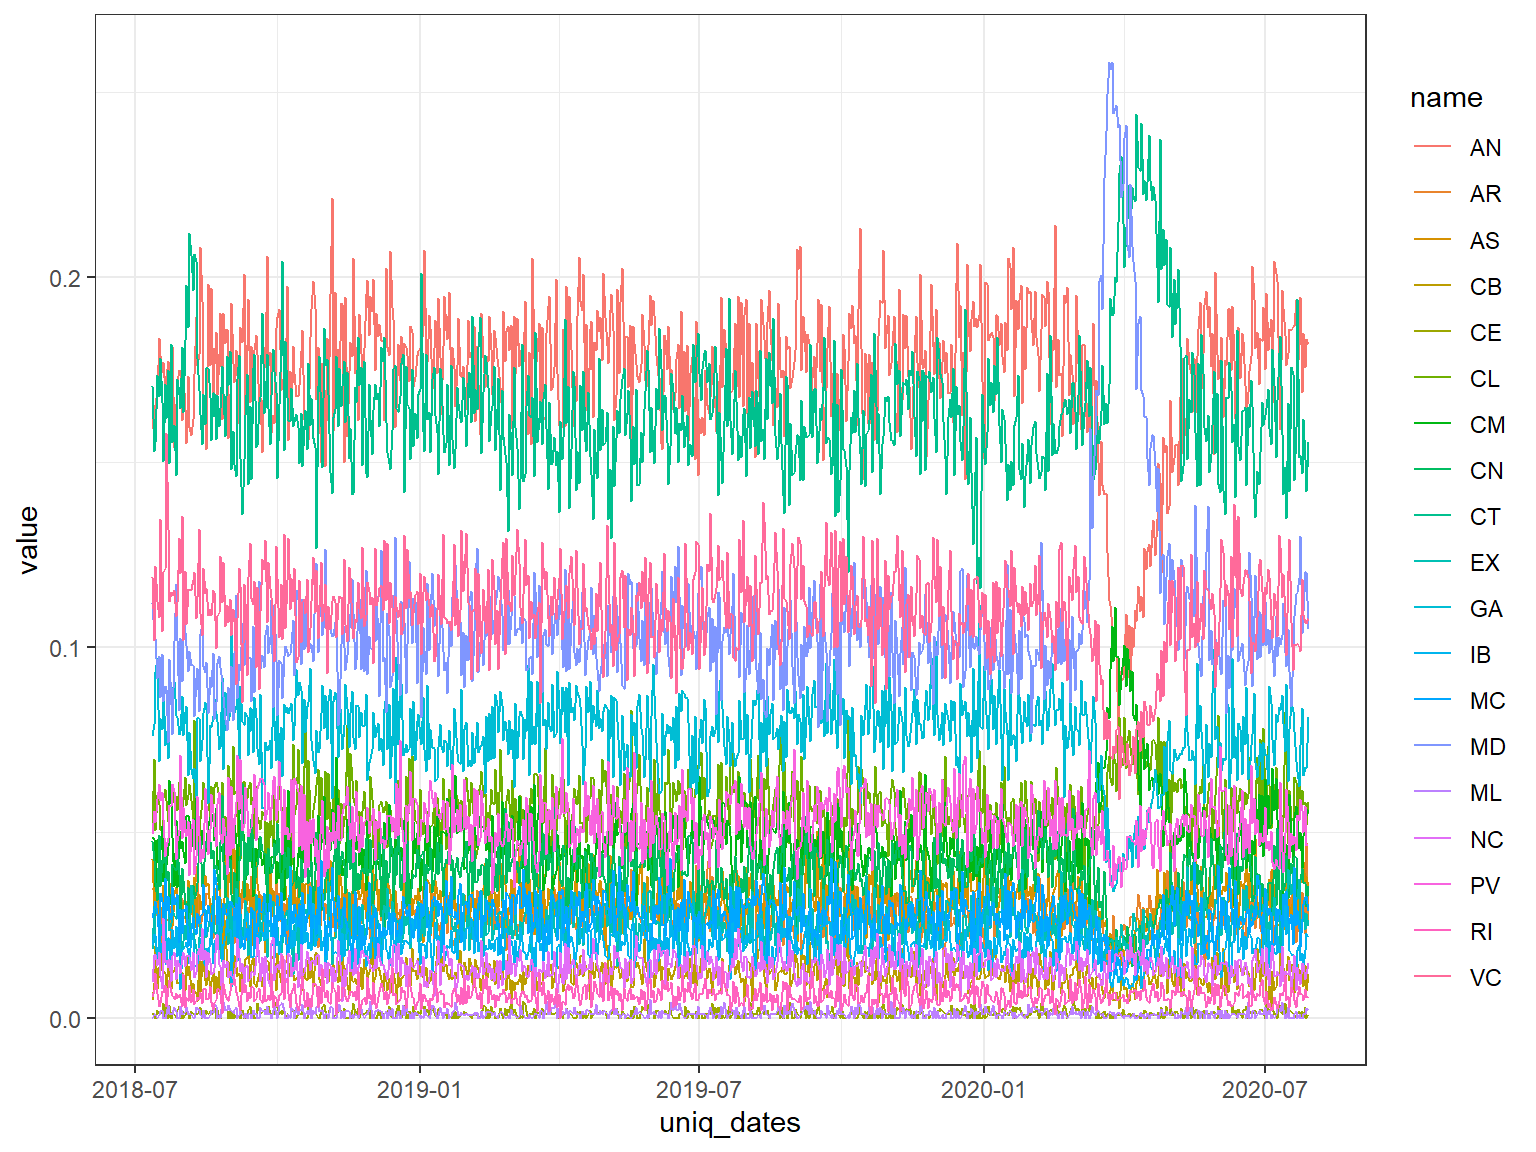 name
AN
AR
AS
CB
CE
CL
CM
CN
CT
EX
GA
IB
MC
MD
ML
NC
PV
RI
VC
value
0.2
0.1
0.0
2018-07
2019-01
2019-07
2020-01
2020-07
uniq_dates